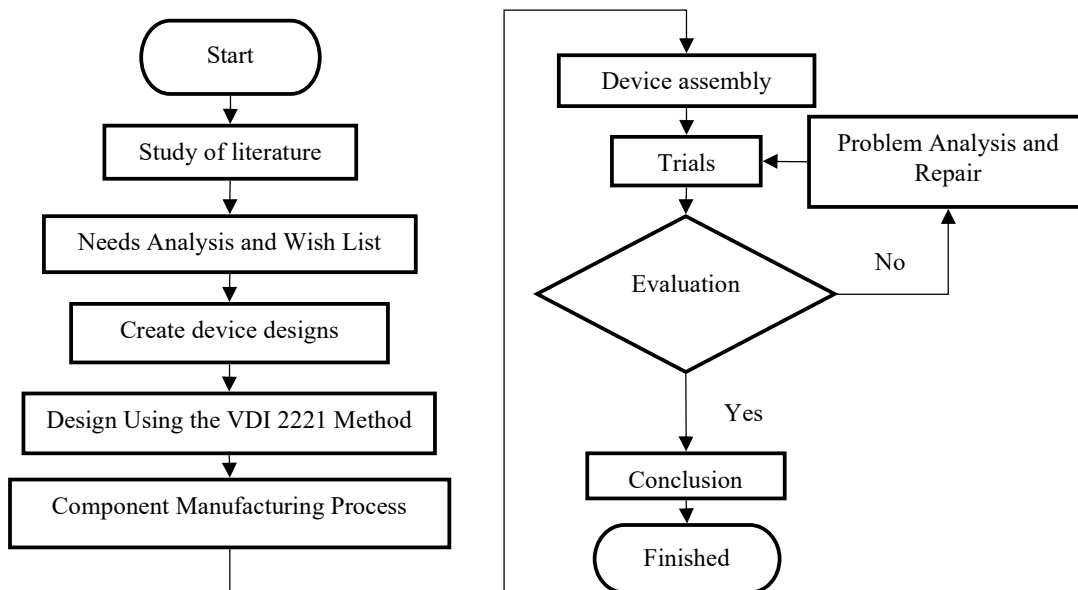 Start
Study of literature
Needs Analysis and Wish List
Create device designs
Design Using the VDI 2221 Method
Component Manufacturing Process
Device assembly
Trials
Problem Analysis and
Repair
Evaluation
No
Yes
Conclusion
Finished